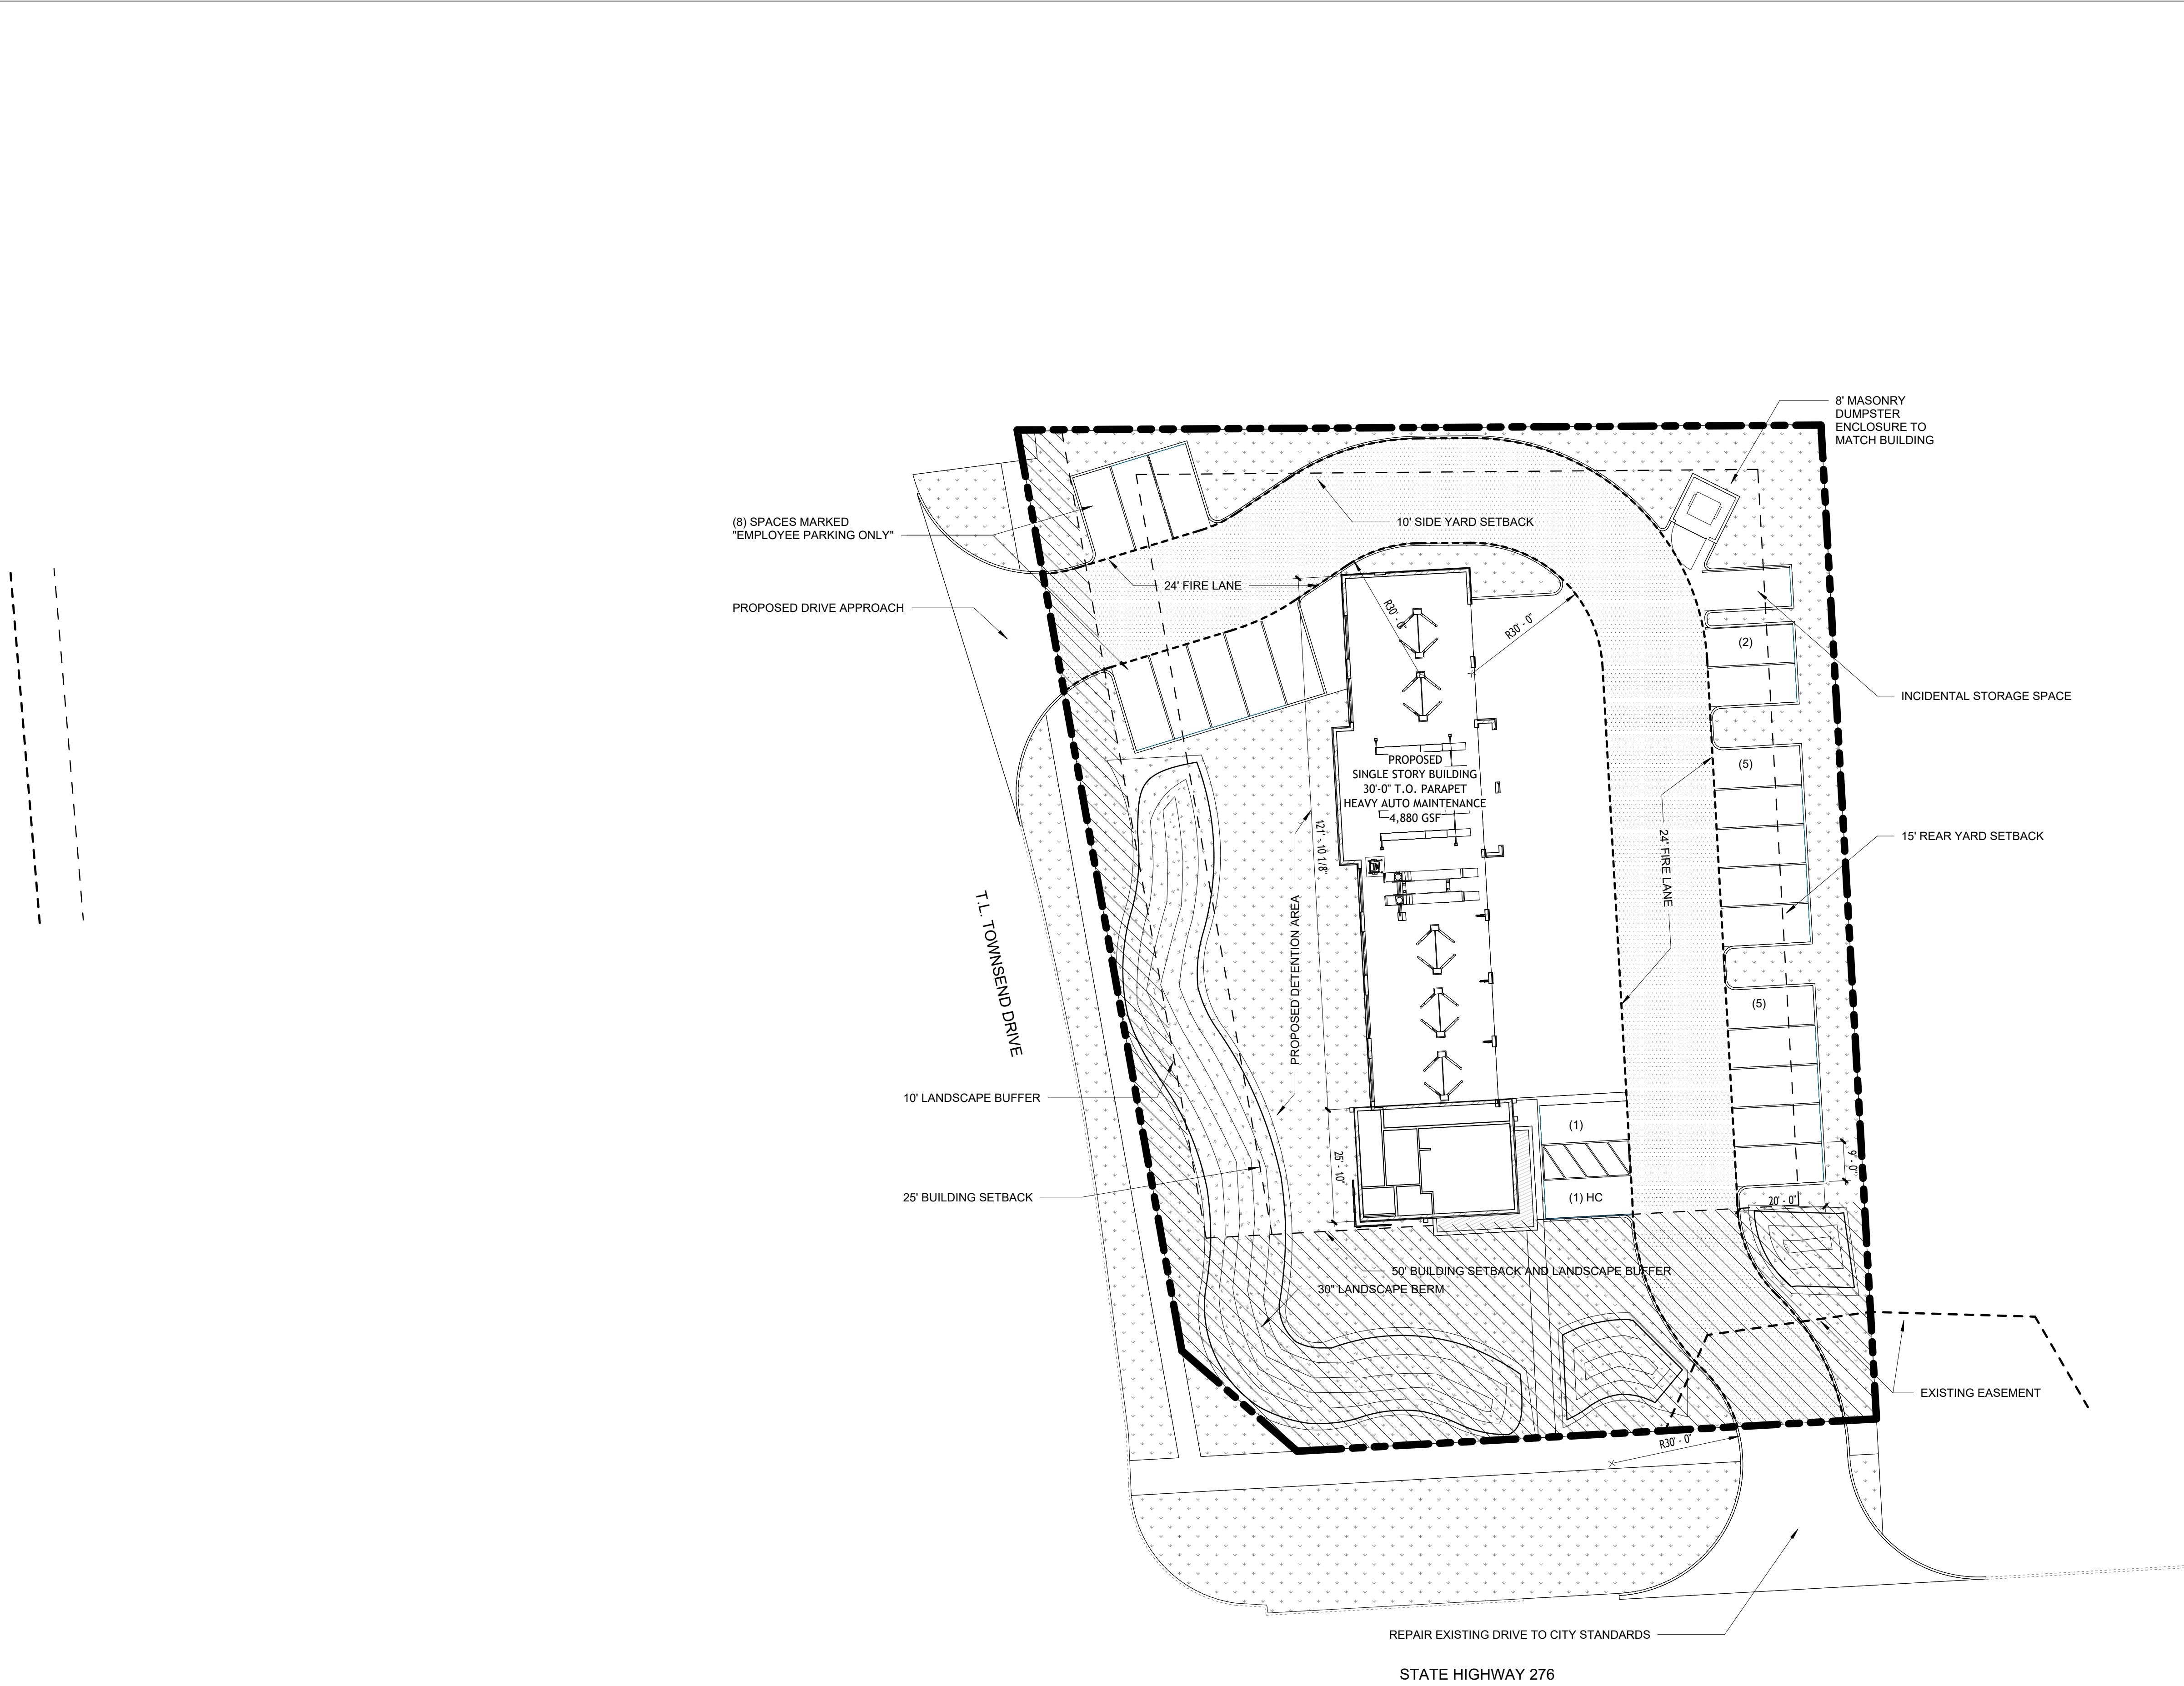 8' MASONRY
DUMPSTER
ENCLOSURE TO
MATCH BUILDING
(8) SPACES MARKED
"EMPLOYEE PARKING ONLY"
10' SIDE YARD SETBACK
24' FIRE LANE
PROPOSED DRIVE APPROACH
R30' - 0"
R30' - 0"
(2)
INCIDENTAL STORAGE SPACE
PROPOSED
SINGLE STORY BUILDING
30'-0" T.O. PARAPET
HEAVY AUTO MAINTENANCE
4,880 GSF
(5)
15' REAR YARD SETBACK
24' FIRE LANE
121' - 10 1/8"
PROPOSED DETENTION AREA
T.L. TOWNSEND DRIVE
(5)
10' LANDSCAPE BUFFER
(1)
25' - 10"
9' - 0"
25' BUILDING SETBACK
(1) HC
20' - 0"
50' BUILDING SETBACK AND LANDSCAPE BUFFER
30" LANDSCAPE BERM
EXISTING EASEMENT
R30' - 0"
REPAIR EXISTING DRIVE TO CITY STANDARDS
STATE HIGHWAY 276